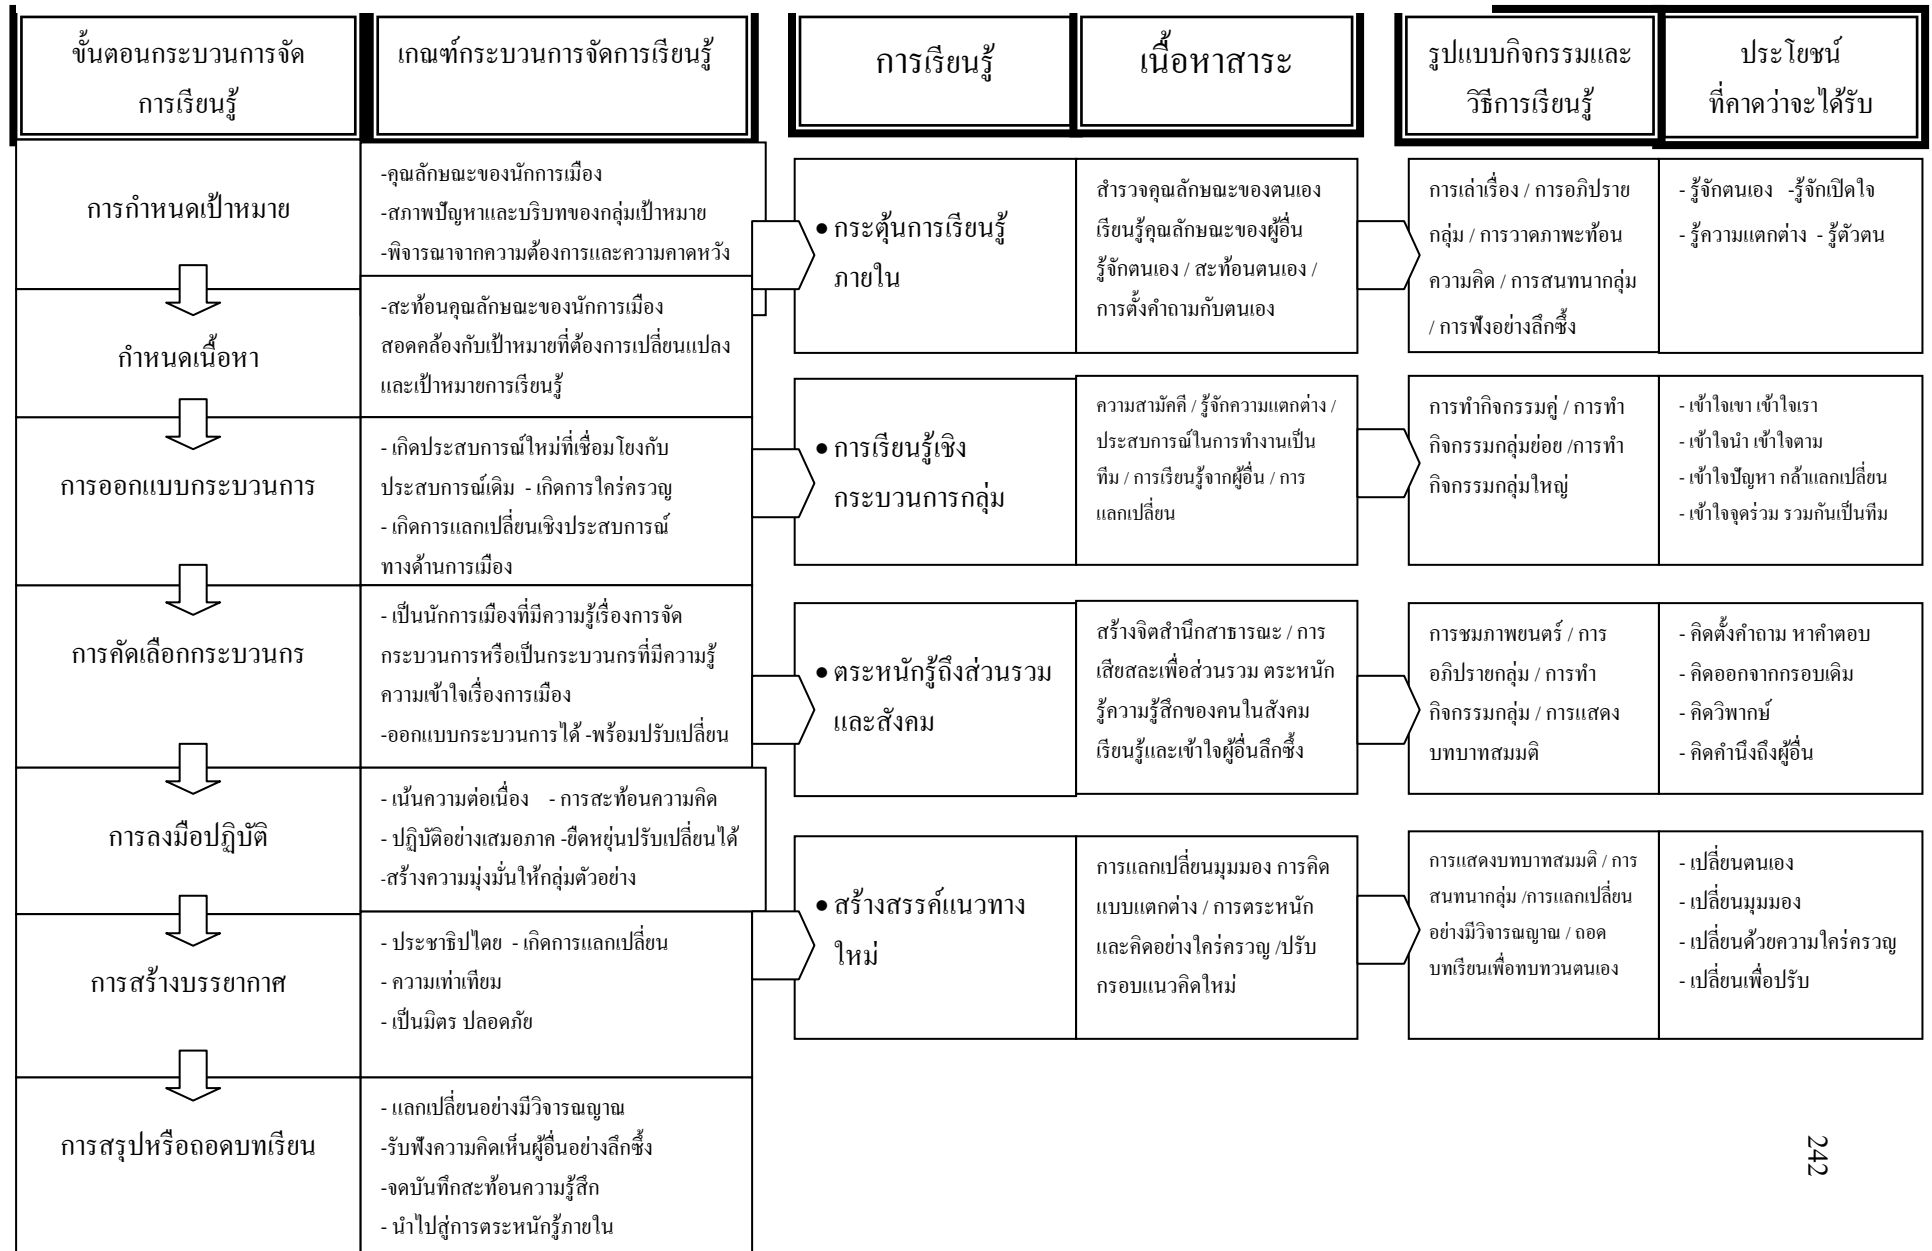 ขั้นตอนกระบวนการจัด
การเรียนรู้
เกณฑ์กระบวนการจัดการเรียนรู้
การเรียนรู้
เนื้อหาสาระ
รูปแบบกิจกรรมและ
วิธีการเรียนรู้
ประโยชน์
ที่คาดว่าจะได้รับ
การกำหนดเป้าหมาย
-คุณลักษณะของนักการเมือง
-สภาพปัญหาและบริบทของกลุ่มเป้าหมาย
-พิจารณาจากความต้องการและความคาดหวัง
กำหนดเนื้อหา
-สะท้อนคุณลักษณะของนักการเมือง
สอดคล้องกับเป้าหมายที่ต้องการเปลี่ยนแปลง
และเป้าหมายการเรียนรู้
การออกแบบกระบวนการ
- เกิดประสบการณ์ใหม่ที่เชื่อมโยงกับ
ประสบการณ์เดิม - เกิดการใคร่ครวญ
- เกิดการแลกเปลี่ยนเชิงประสบการณ์
ทางด้านการเมือง
การคัดเลือกกระบวนกร
- เป็นนักการเมืองที่มีความรู้เรื่องการจัด
กระบวนการหรือเป็นกระบวนกรที่มีความรู้
ความเข้าใจเรื่องการเมือง
-ออกแบบกระบวนการได้ -พร้อมปรับเปลี่ยน
การลงมือปฏิบัติ
- เน้นความต่อเนื่อง - การสะท้อนความคิด
- ปฏิบัติอย่างเสมอภาค -ยืดหยุ่นปรับเปลี่ยนได้
-สร้างความมุ่งมั่นให้กลุ่มตัวอย่าง
การสร้างบรรยากาศ
- ประชาธิปไตย - เกิดการแลกเปลี่ยน
- ความเท่าเทียม
- เป็นมิตร ปลอดภัย
การสรุปหรือถอดบทเรียน
- แลกเปลี่ยนอย่างมีวิจารณญาณ
-รับฟังความคิดเห็นผู้อื่นอย่างลึกซึ้ง
-จดบันทึกสะท้อนความรู้สึก
- นำไปสู่การตระหนักรู้ภายใน
• กระตุ้นการเรียนรู้
ภายใน
สำรวจคุณลักษณะของตนเอง
เรียนรู้คุณลักษณะของผู้อื่น
รู้จักตนเอง / สะท้อนตนเอง /
การตั้งคำถามกับตนเอง
การเล่าเรื่อง / การอภิปราย
กลุ่ม / การวาดภาพะท้อน
ความคิด / การสนทนากลุ่ม
/ การฟังอย่างลึกซึ้ง
- รู้จักตนเอง -รู้จักเปิดใจ
- รู้ความแตกต่าง - รู้ตัวตน
• การเรียนรู้เชิง
กระบวนการกลุ่ม
ความสามัคคี / รู้จักความแตกต่าง /
ประสบการณ์ในการทำงานเป็น
ทีม / การเรียนรู้จากผู้อื่น / การ
แลกเปลี่ยน
การทำกิจกรรมคู่ / การทำ
กิจกรรมกลุ่มย่อย /การทำ
กิจกรรมกลุ่มใหญ่
- เข้าใจเขา เข้าใจเรา
- เข้าใจนำ เข้าใจตาม
- เข้าใจปัญหา กล้าแลกเปลี่ยน
- เข้าใจจุดร่วม รวมกันเป็นทีม
• ตระหนักรู้ถึงส่วนรวม
และสังคม
สร้างจิตสำนึกสาธารณะ / การ
เสียสละเพื่อส่วนรวม ตระหนัก
รู้ความรู้สึกของคนในสังคม
เรียนรู้และเข้าใจผู้อื่นลึกซึ้ง
การชมภาพยนตร์ / การ
อภิปรายกลุ่ม / การทำ
กิจกรรมกลุ่ม / การแสดง
บทบาทสมมติ
- คิดตั้งคำถาม หาคำตอบ
- คิดออกจากกรอบเดิม
- คิดวิพากษ์
- คิดคำนึงถึงผู้อื่น
• สร้างสรรค์แนวทาง
ใหม่
การแลกเปลี่ยนมุมมอง การคิด
แบบแตกต่าง / การตระหนัก
และคิดอย่างใคร่ครวญ /ปรับ
กรอบแนวคิดใหม่
การแสดงบทบาทสมมติ / การ
สนทนากลุ่ม /การแลกเปลี่ยน
อย่างมีวิจารณญาณ / ถอด
บทเรียนเพื่อทบทวนตนเอง
- เปลี่ยนตนเอง
- เปลี่ยนมุมมอง
- เปลี่ยนด้วยความใคร่ครวญ
- เปลี่ยนเพื่อปรับ
242